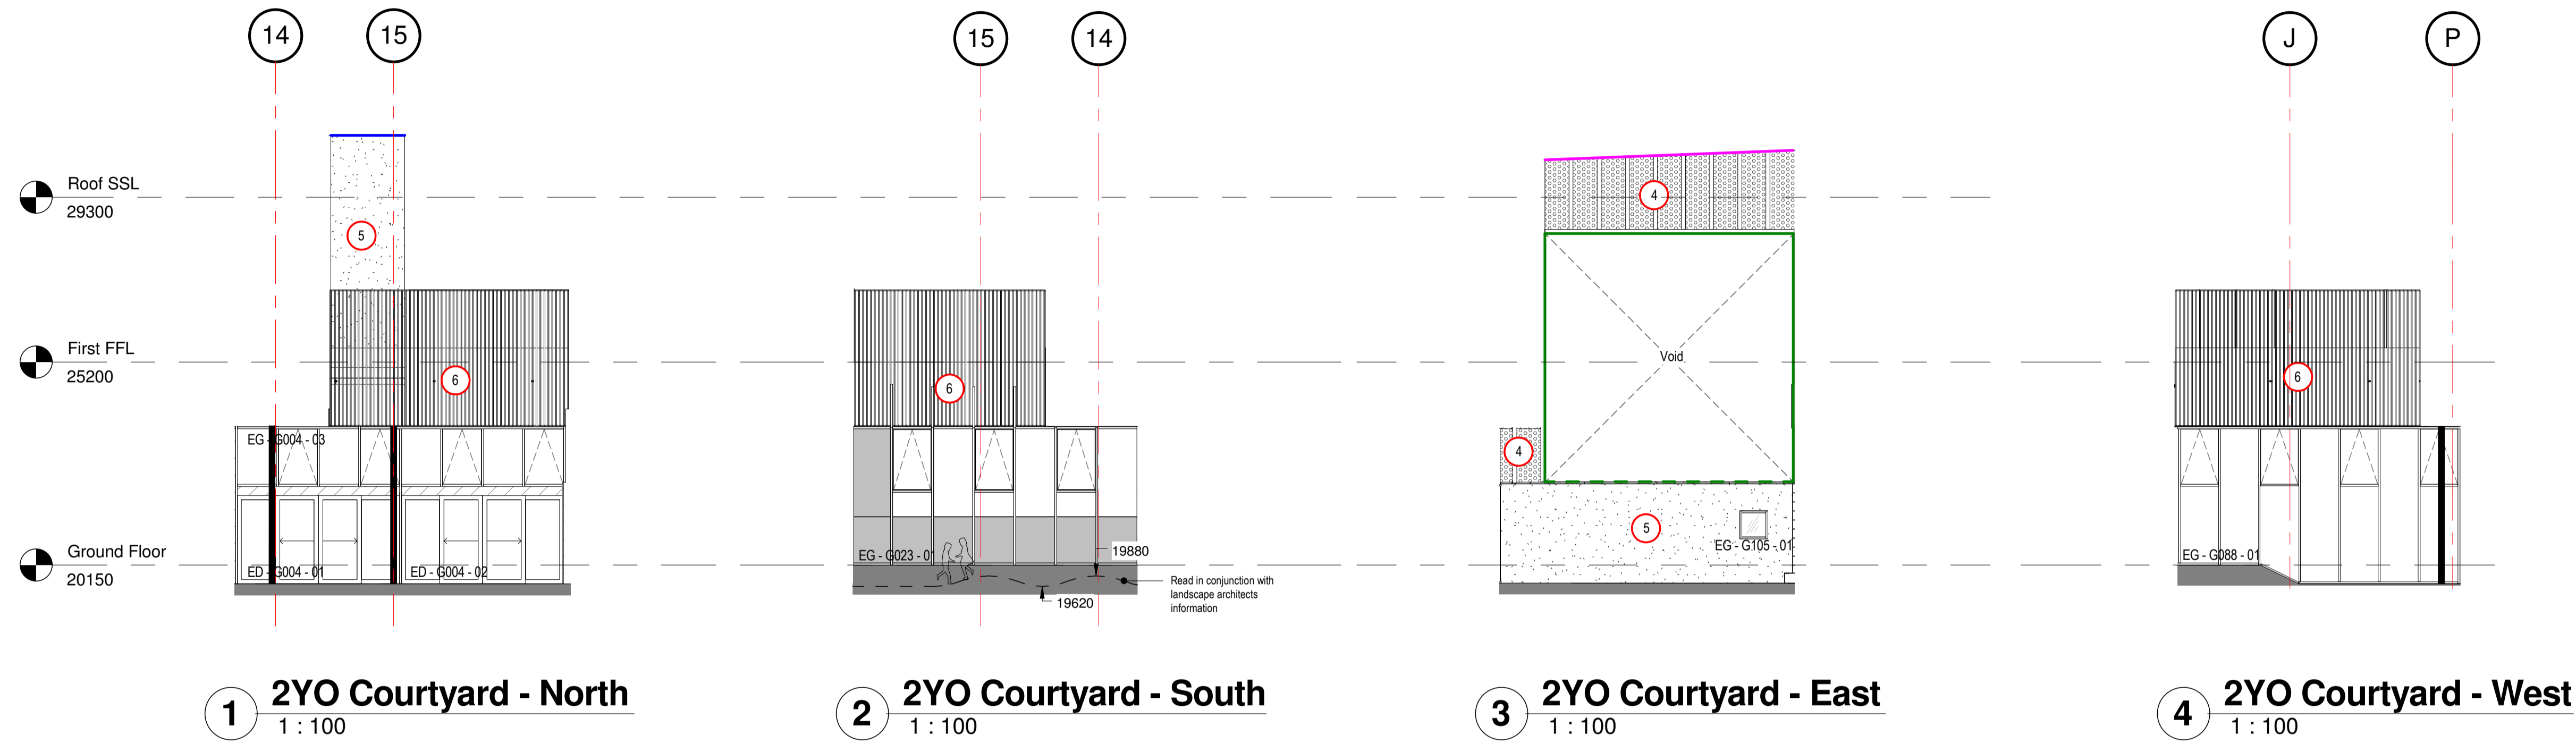 14
15
15
14
J
P
Roof SSL
29300
First FFL
25200
Ground Floor
20150
5
6
EG - G004 - 03
ED - G004 - 01
ED - G004 - 02
6
EG - G023 - 01
19880
19620
Read in conjunction with
landscape architects
information
4
Void
4
5
EG - G105 - 01
6
EG - G088 - 01
1
2YO Courtyard - North
1 : 100
2
2YO Courtyard - South
1 : 100
3
2YO Courtyard - East
1 : 100
4
2YO Courtyard - West
1 : 100